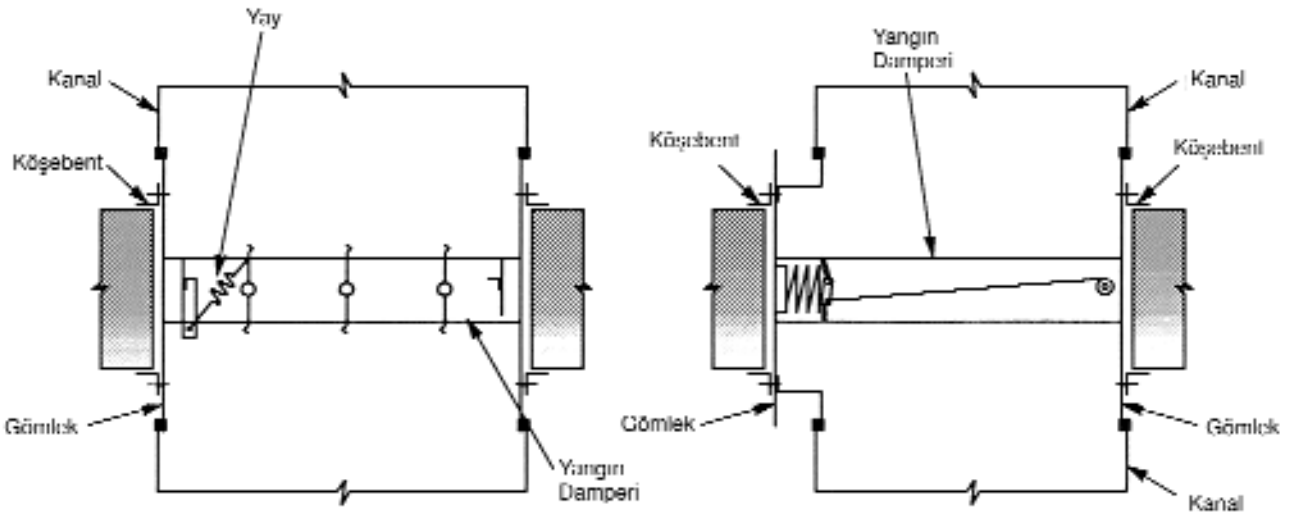 Yay
Kanal
Köşebent
Gömlek
Yangın
Damperi
Yangın
Damperi
Kanal
Köşebent
Köşebent
Gömlek
Gömlek
Kanal